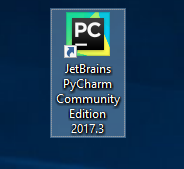 PC
JetBrains
PyCharm
Community
Edition
2017.3